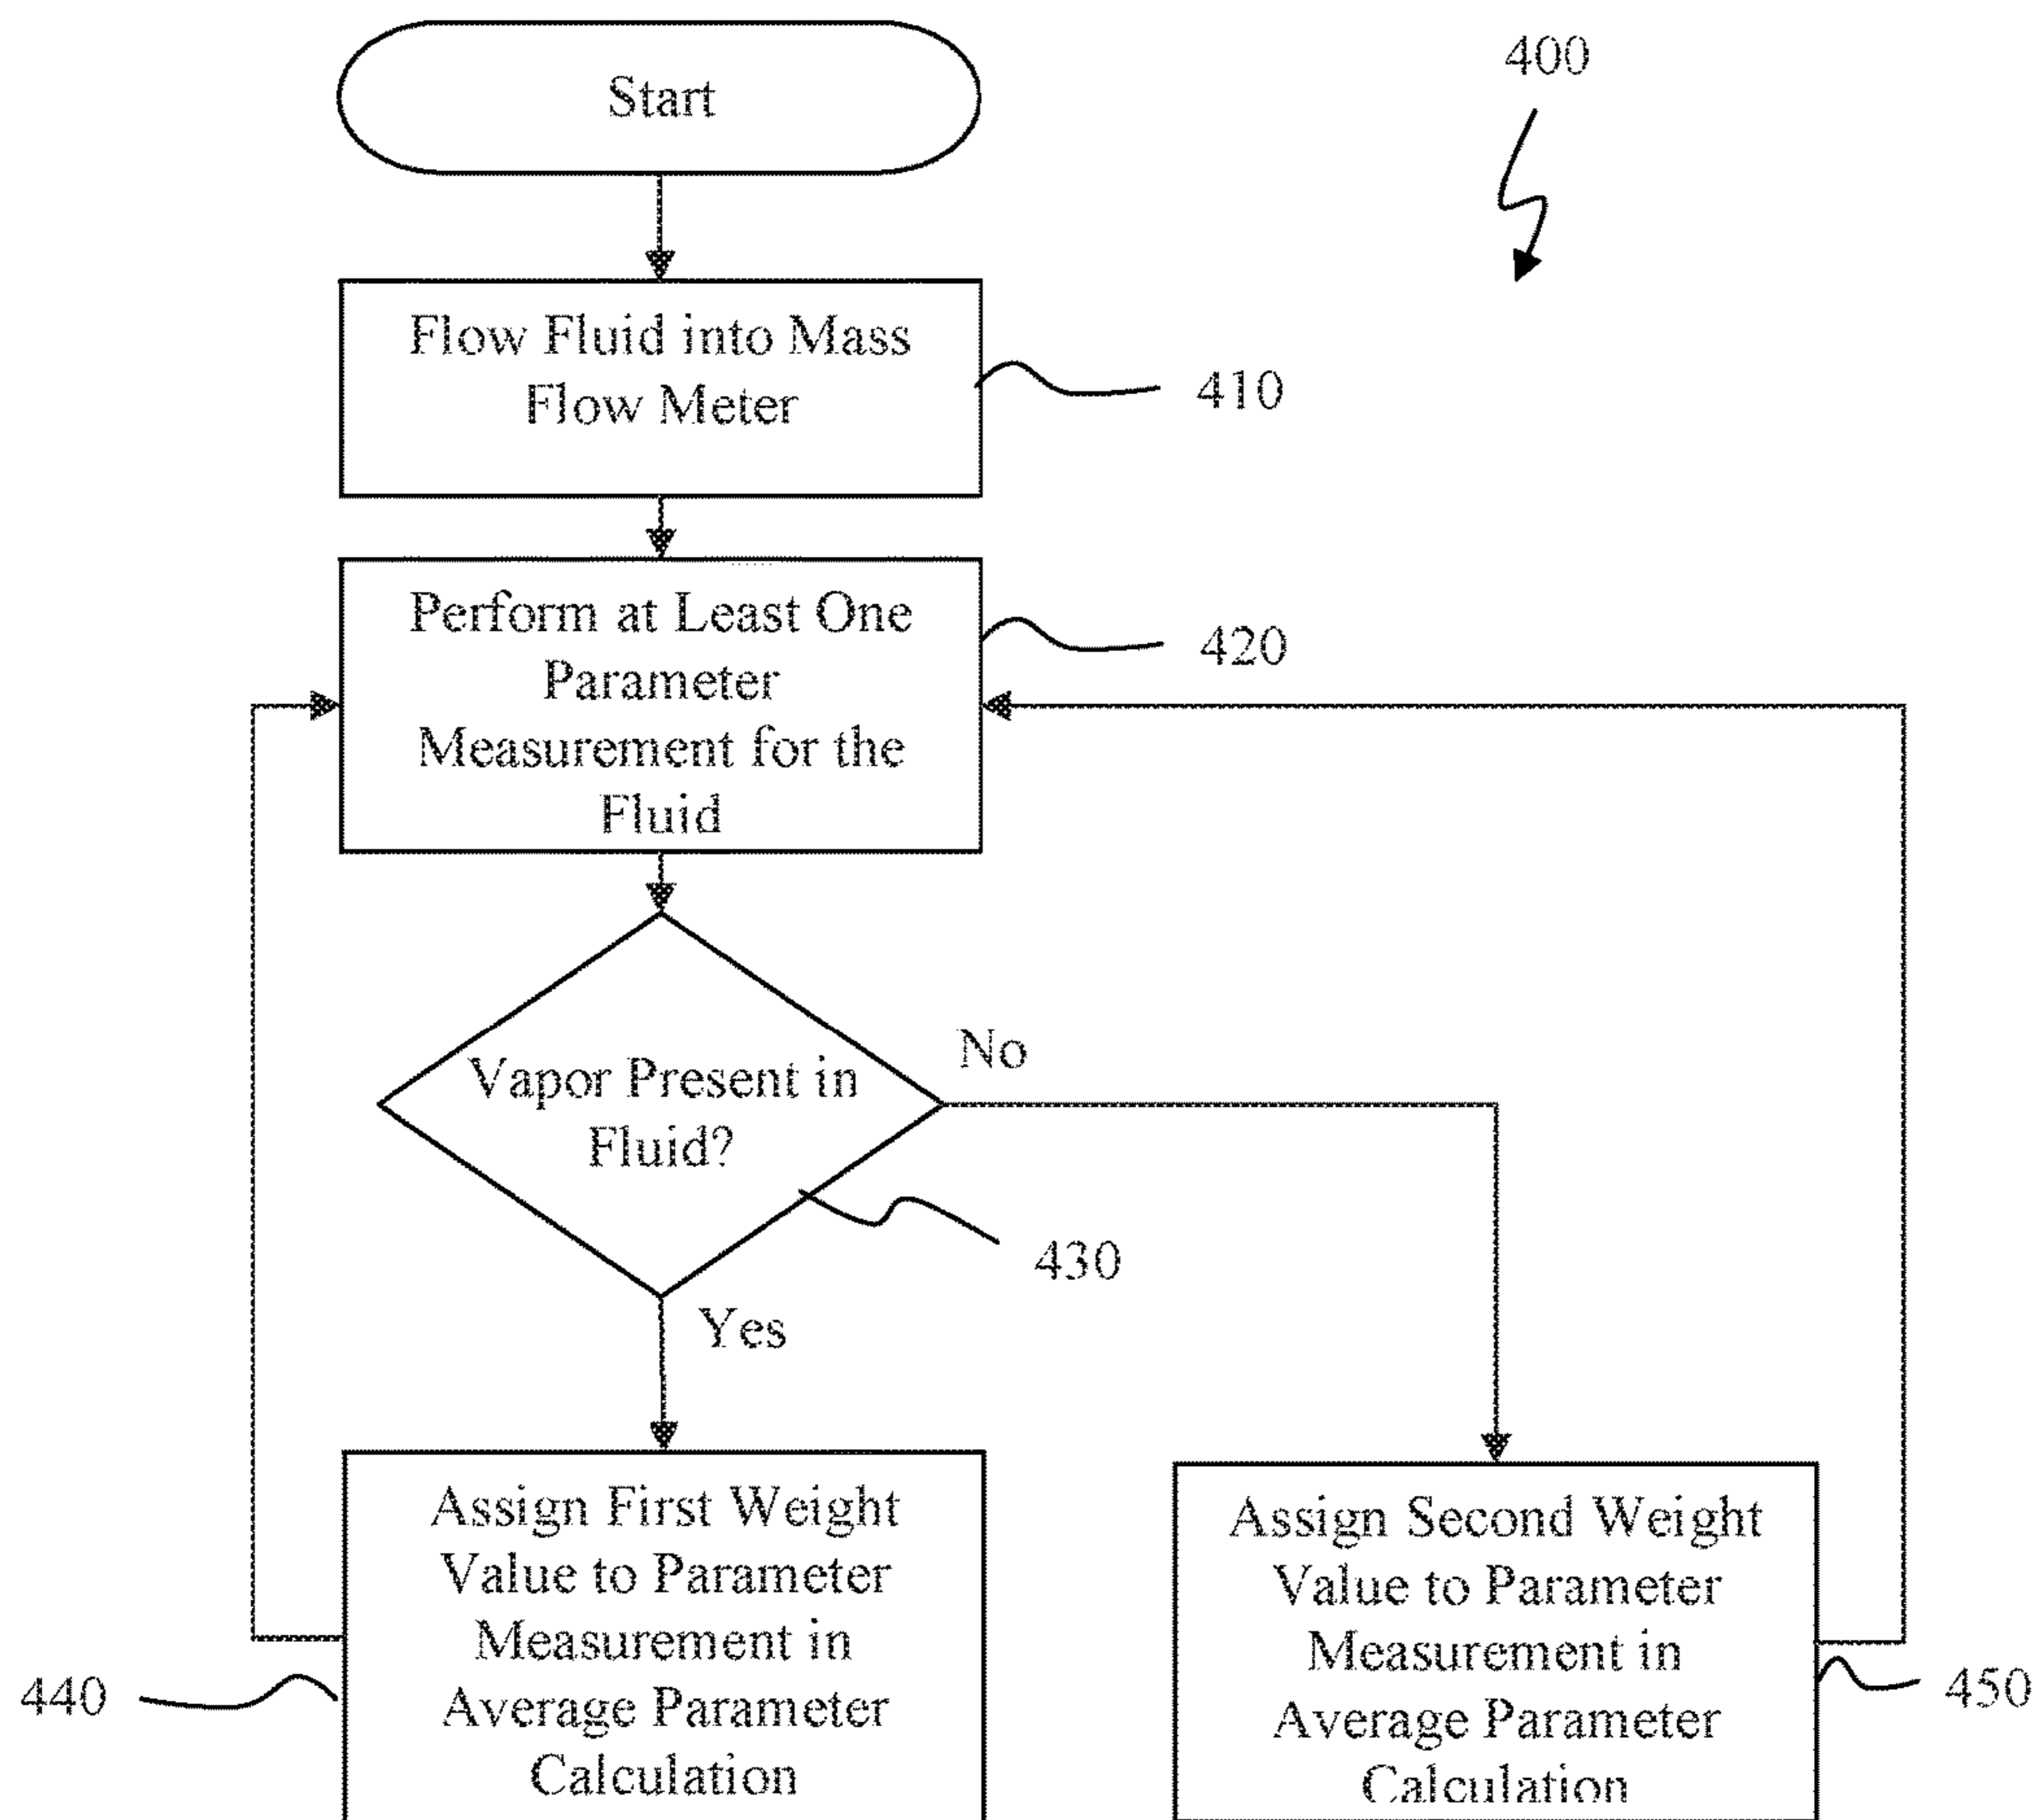 Start
400
Flow Fluid into Mass
Flow Meter
410
Perform at Least One
Parameter
Measurement for the
Fluid
420
Vapor Present in
Fluid?
No
430
Yes
Assign First Weight
Value to Parameter
Measurement in
Average Parameter
Calculation
440
Assign Second Weight
Value to Parameter
Measurement in
Average Parameter
Calculation
450